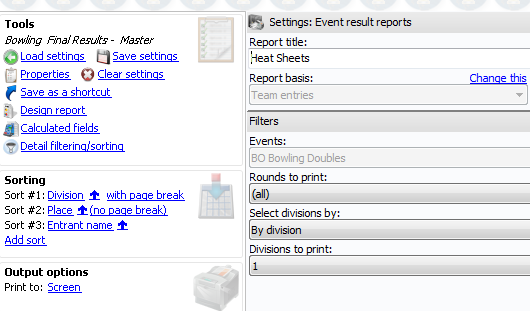 Tools
Bowling Final Results - Master
Load settings Save settings
Properties Clear settings
Save as a shortcut
Design report
Calculated fields
Detail filtering/sorting
Sorting
Sort #1: Division with page break
Sort #2: Place (no page break)
Sort #3: Entrant name
Add sort
Output options
Print to: Screen
Settings: Event result reports
Report title:
Heat Sheets
Report basis: Change this
Team entries
Filters
Events:
BO Bowling Doubles
Rounds to print:
(all)
Select divisions by:
By division
Divisions to print:
1